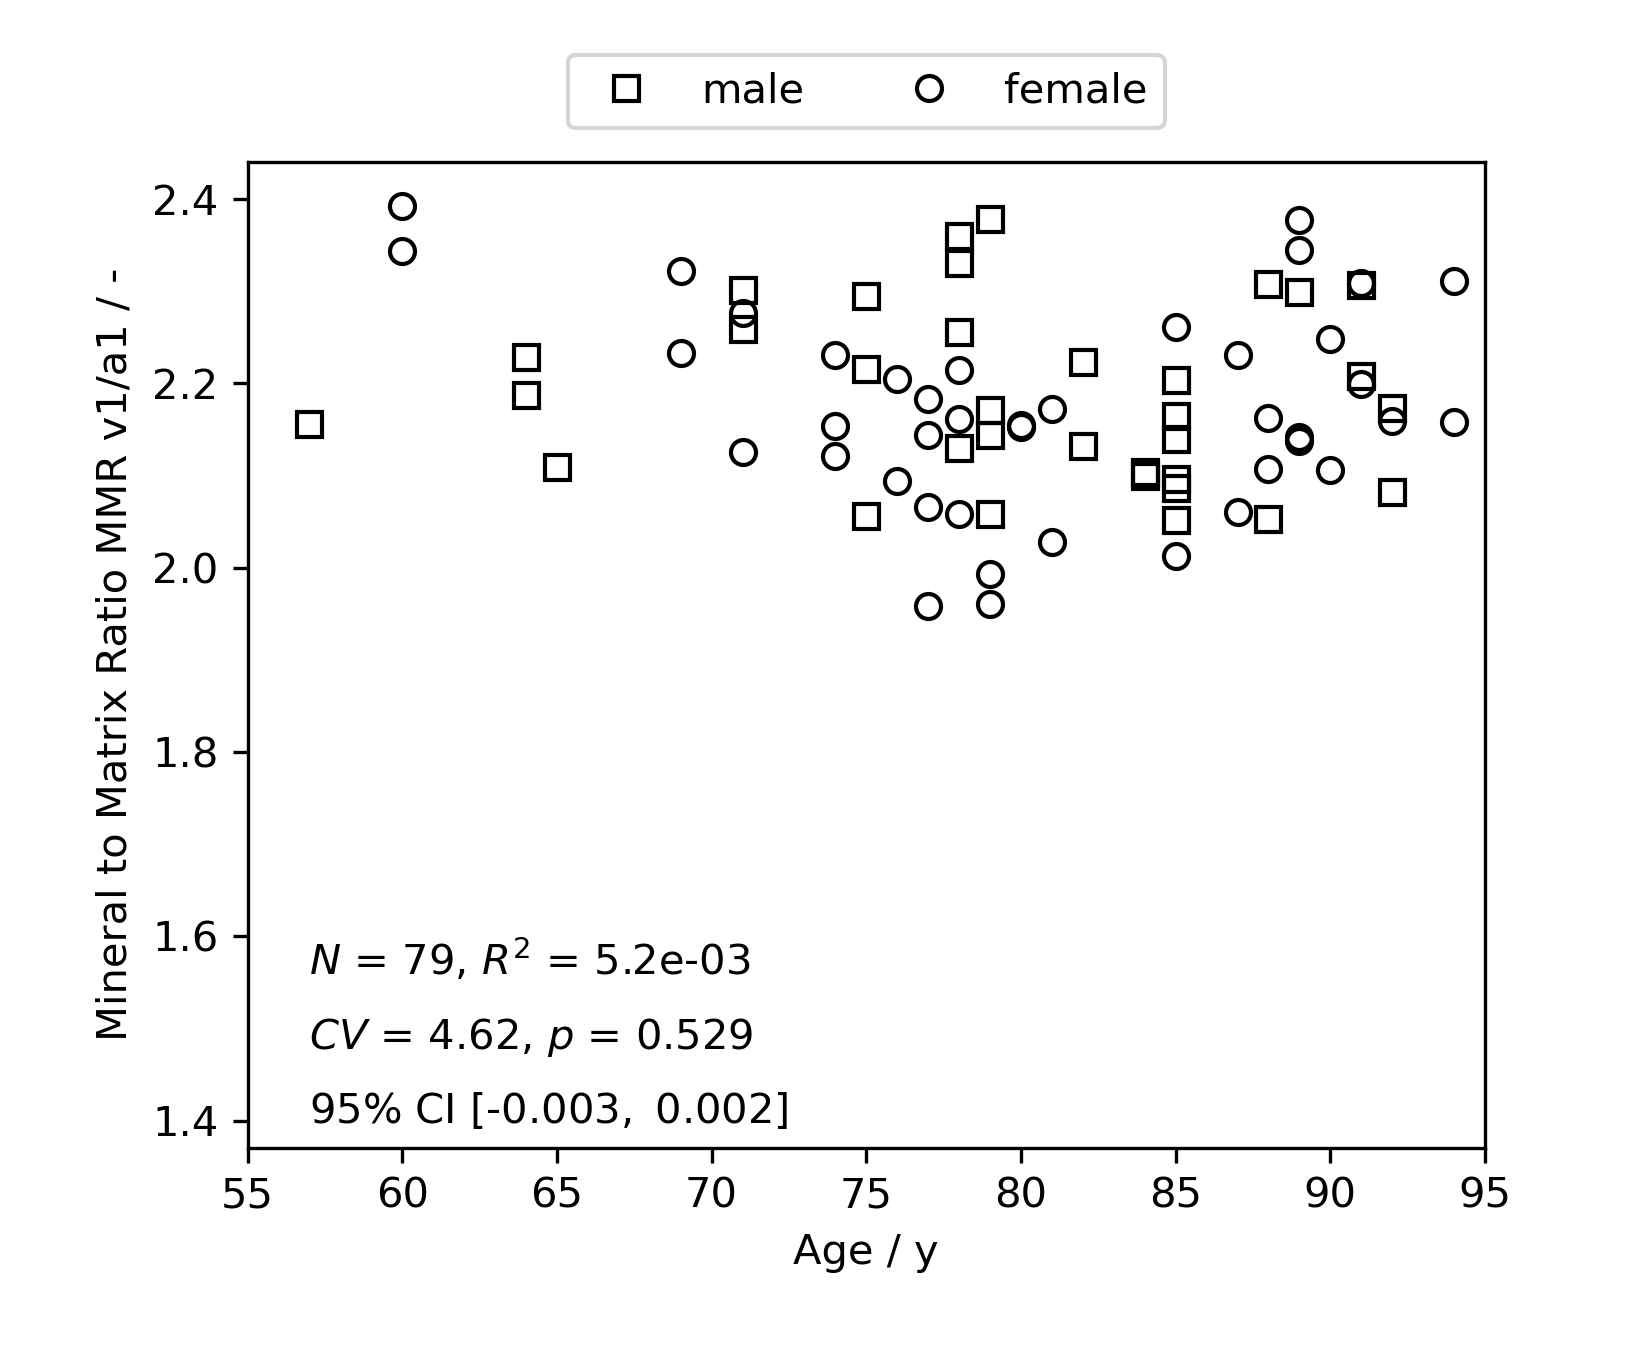 male female
2.4
2.2
2.0
1.8
1.6
1.4
Mineral to Matrix Ratio MMR v1/a1 / -
N = 79, R² = 5.2e-03
CV = 4.62, p = 0.529
95% CI [-0.003, 0.002]
55 60 65 70 75 80 85 90 95
Age / y